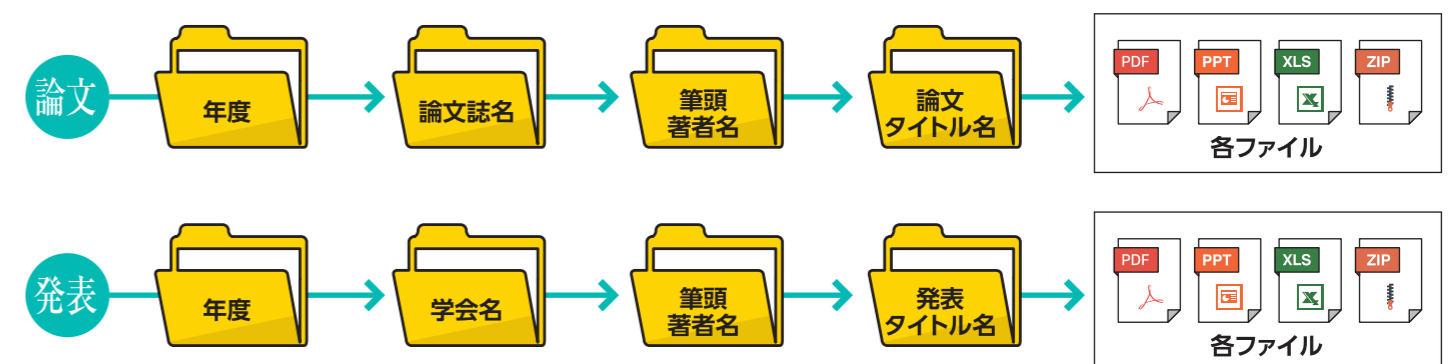 論文
年度
論文誌名
筆頭
著者名
論文
タイトル名
PDF
PPT
XLS
ZIP
各ファイル
発表
年度
学会名
筆頭
著者名
発表
タイトル名
PDF
PPT
XLS
ZIP
各ファイル